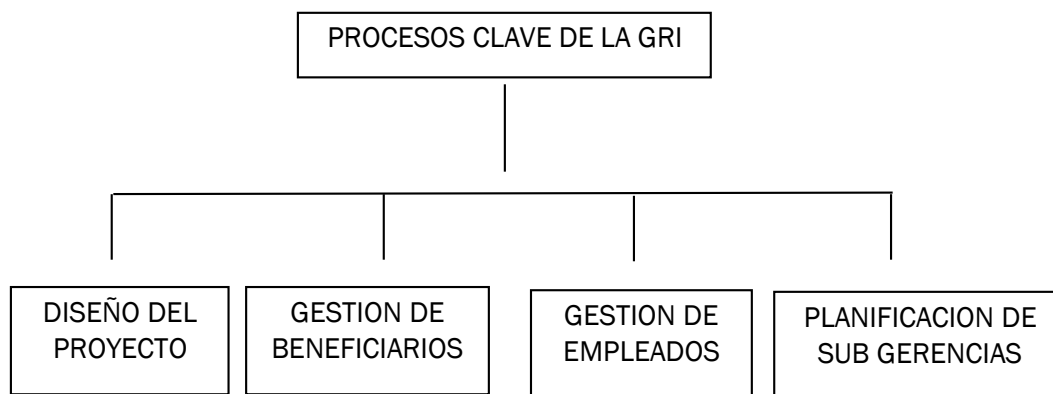 PROCESOS CLAVE DE LA GRI
DISEÑO DEL
PROYECTO
GESTION DE
BENEFICIARIOS
GESTION DE
EMPLEADOS
PLANIFICACION DE
SUB GERENCIAS